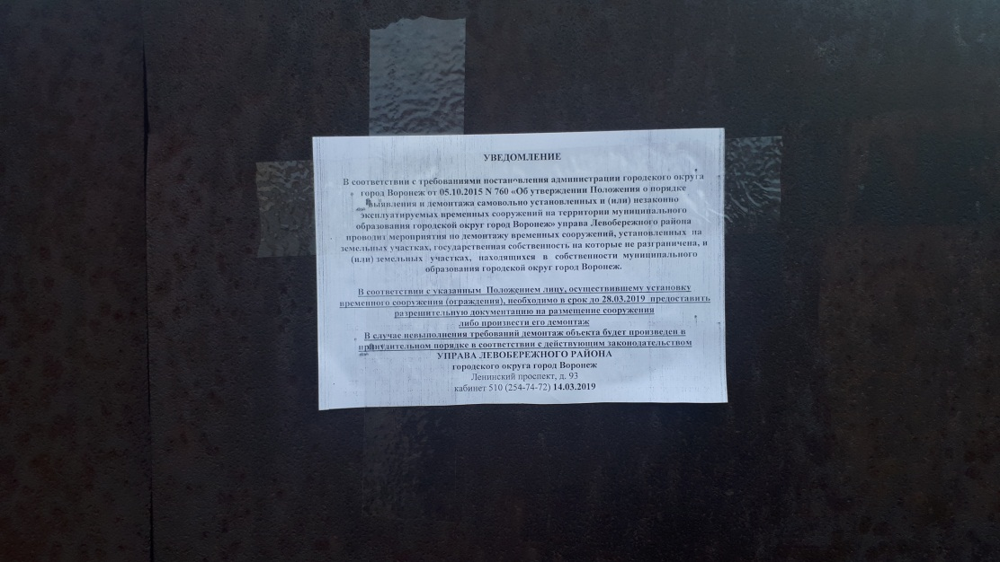 УВЕДОМЛЕНИЕ
В соответствии с требованиями постановления администрации городского округа
город Воронеж от 05.10.2015 N 760 «Об утверждении Положения о порядке
выявления и демонтажа самовольно установленных и (или) незаконно
эксплуатируемых временных сооружений на территории муниципального
образования городской округ город Воронеж» управа Левобережного района
проводит мероприятия по демонтажу временных сооружений, установленных на
земельных участках, государственная собственность на которые не разграничена, и
(или) земельных участках, находящихся в собственности муниципального
образования городской округ город Воронеж.
В соответствии с указанным Положением лицу, осуществившему установку
временного сооружения (ограждения), необходимо в срок до 28.03.2019 предоставить
разрешительную документацию на размещение сооружения
либо произвести его демонтаж
В случае невыполнения требований демонтаж объекта будет произведен в
принудительном порядке в соответствии с действующим законодательством
УПРАВА ЛЕВОБЕРЕЖНОГО РАЙОНА
городского округа город Воронеж
Ленинский проспект, д. 93
кабинет 510 (254-74-72) 14.03.2019